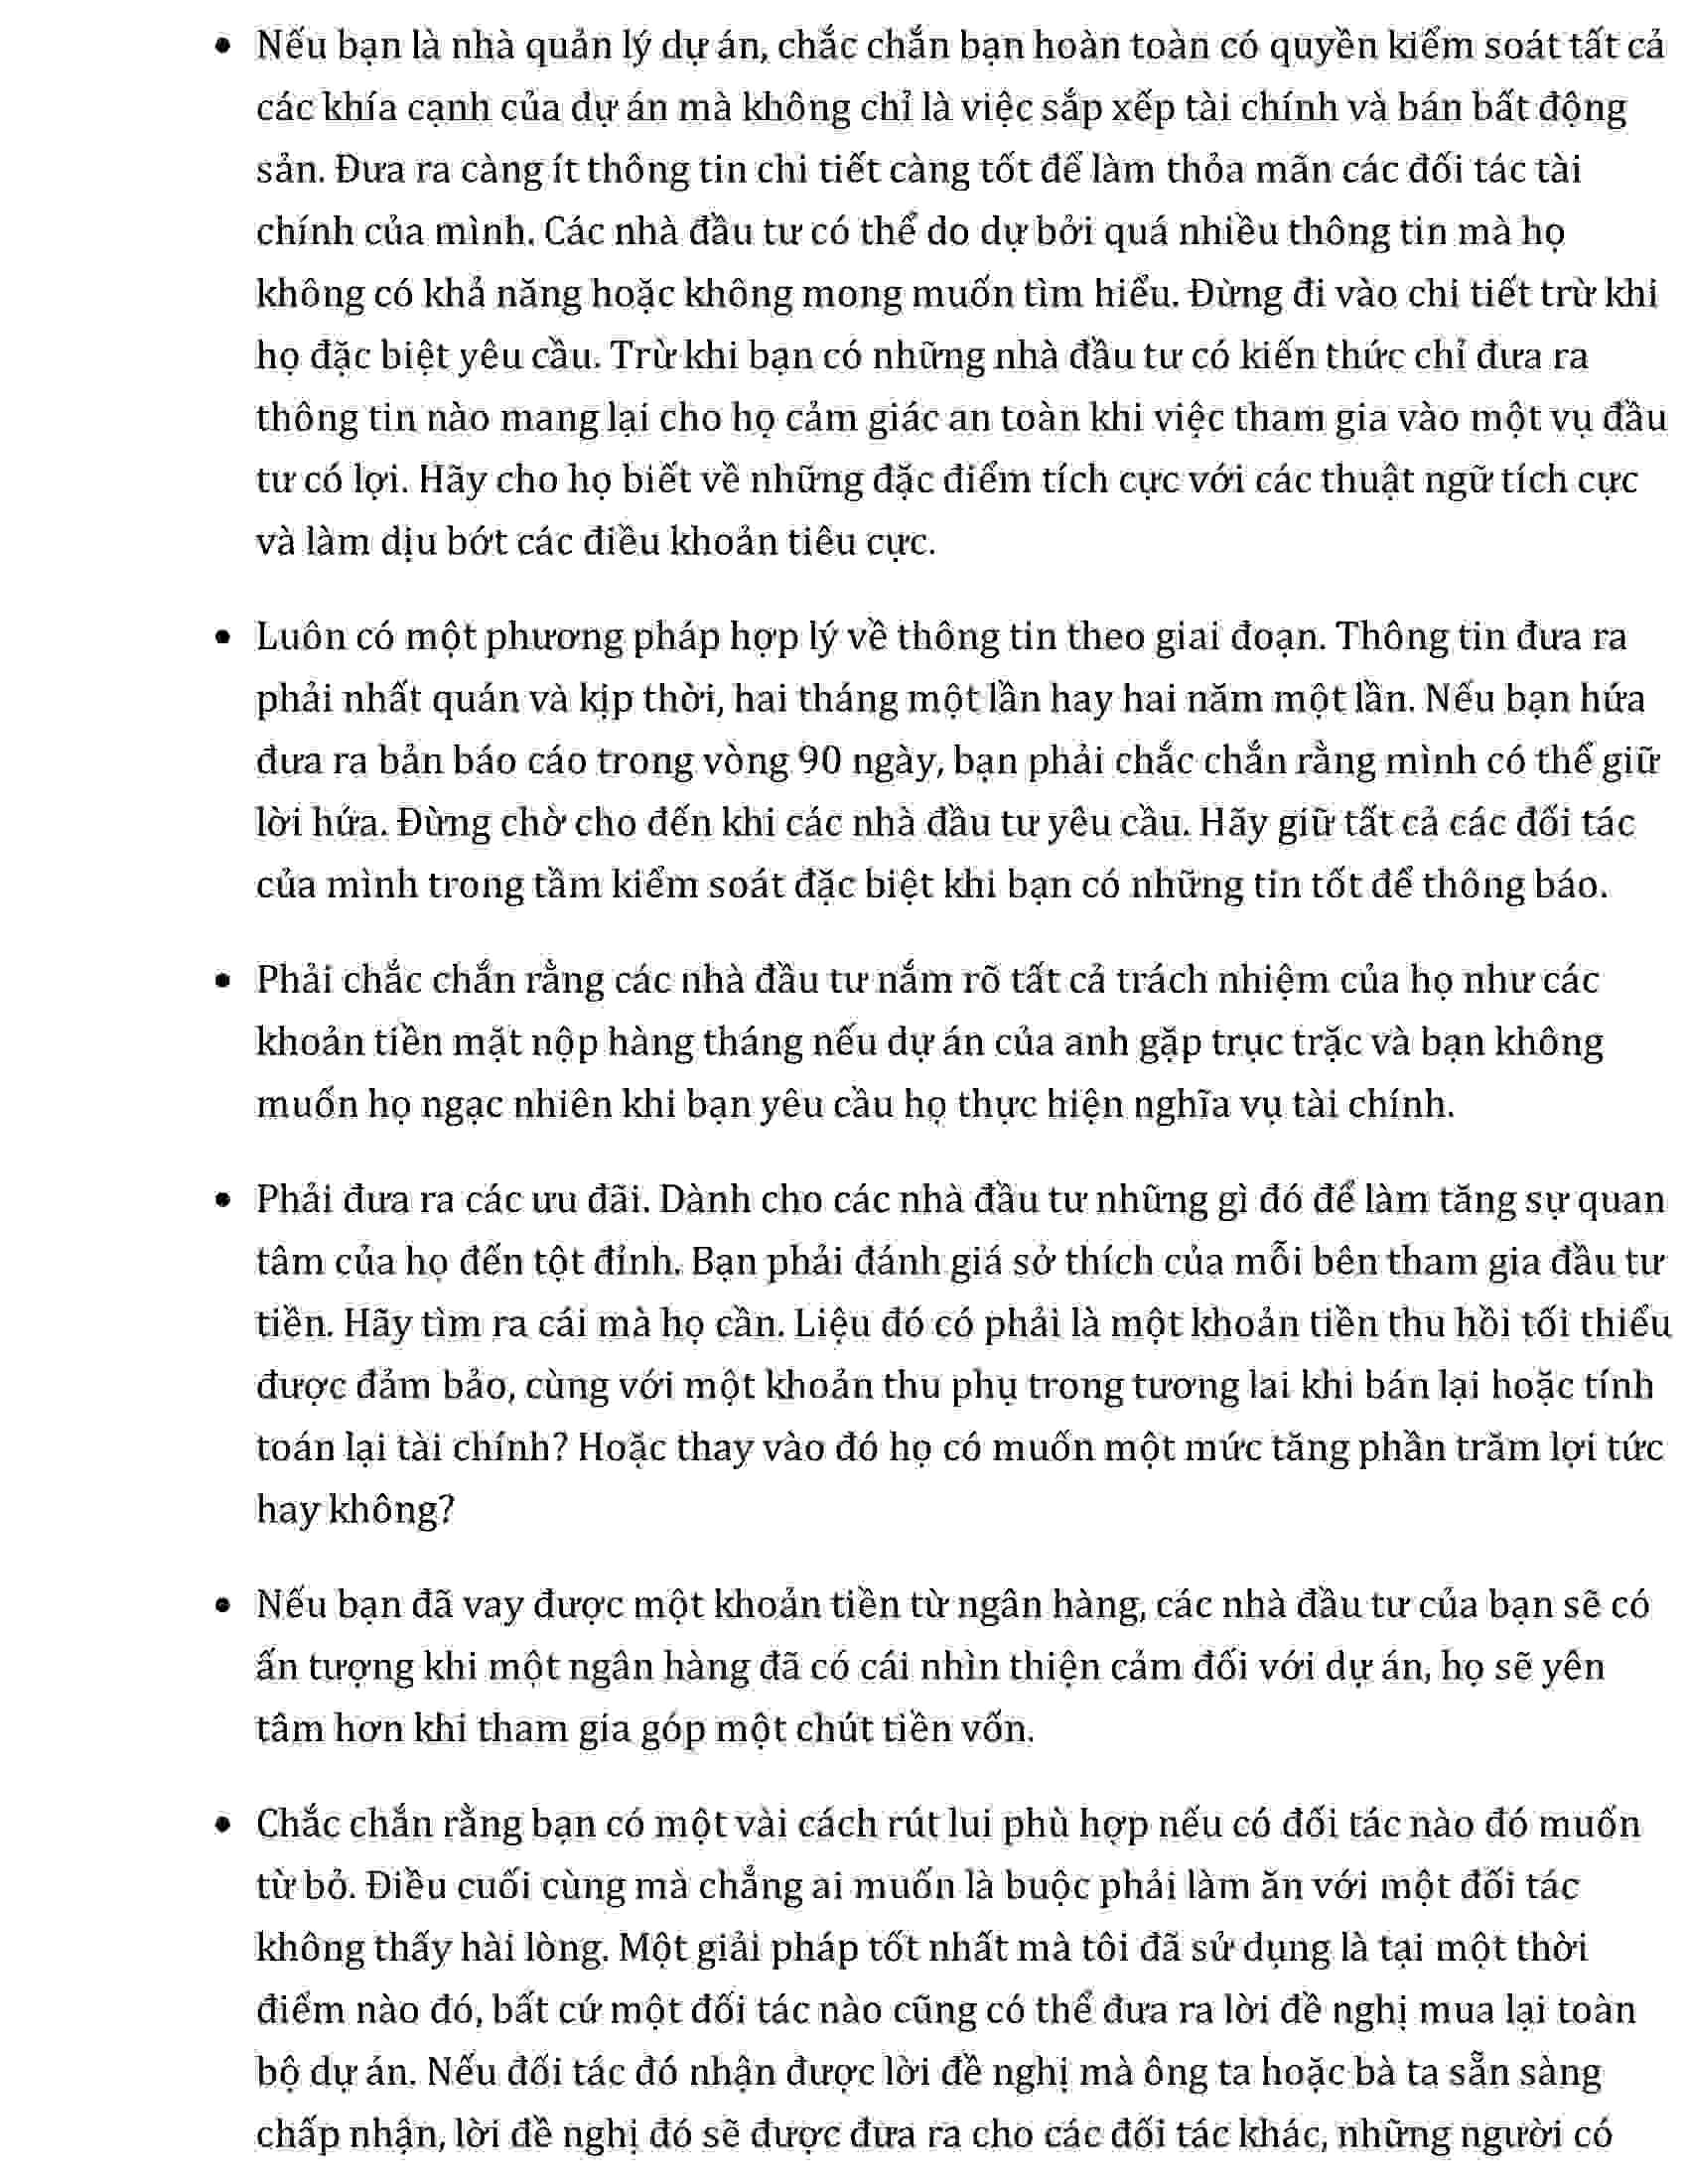 • Nếu bạn là nhà quản lý dự án, chắc chắn bạn hoàn toàn có quyền kiểm soát tất cả
các khía cạnh của dự án mà không chỉ là việc sắp xếp tài chính và bán bất động
sản. Đưa ra càng ít thông tin chi tiết càng tốt để làm thỏa mãn các đối tác tài
chính của mình. Các nhà đầu tư có thể do dự bởi quá nhiều thông tin mà họ
không có khả năng hoặc không mong muốn tìm hiểu. Đừng đi vào chi tiết trừ khi
họ đặc biệt yêu cầu. Trừ khi bạn có những nhà đầu tư có kiến thức chỉ đưa ra
thông tin nào mang lại cho họ cảm giác an toàn khi việc tham gia vào một vụ đầu
tư có lợi. Hãy cho họ biết về những đặc điểm tích cực với các thuật ngữ tích cực
và làm dịu bớt các điều khoản tiêu cực.
• Luôn có một phương pháp hợp lý về thông tin theo giai đoạn. Thông tin đưa ra
phải nhất quán và kịp thời, hai tháng một lần hay hai năm một lần. Nếu bạn hứa
đưa ra bản báo cáo trong vòng 90 ngày, bạn phải chắc chắn rằng mình có thể giữ
lời hứa. Đừng chờ cho đến khi các nhà đầu tư yêu cầu. Hãy giữ tất cả các đối tác
của mình trong tầm kiểm soát đặc biệt khi bạn có những tin tốt để thông báo.
• Phải chắc chắn rằng các nhà đầu tư nắm rõ tất cả trách nhiệm của họ như các
khoản tiền mặt nộp hàng tháng nếu dự án của anh gặp trục trặc và bạn không
muốn họ ngạc nhiên khi bạn yêu cầu họ thực hiện nghĩa vụ tài chính.
• Phải đưa ra các ưu đãi. Dành cho các nhà đầu tư những gì đó để làm tăng sự quan
tâm của họ đến tột đỉnh. Bạn phải đánh giá sở thích của mỗi bên tham gia đầu tư
tiền. Hãy tìm ra cái mà họ cần. Liệu đó có phải là một khoản tiền thu hồi tối thiểu
được đảm bảo, cùng với một khoản thu phụ trong tương lai khi bán lại hoặc tính
toán lại tài chính? Hoặc thay vào đó họ có muốn một mức tăng phần trăm lợi tức
hay không?
• Nếu bạn đã vay được một khoản tiền từ ngân hàng, các nhà đầu tư của bạn sẽ có
ấn tượng khi một ngân hàng đã có cái nhìn thiện cảm đối với dự án, họ sẽ yên
tâm hơn khi tham gia góp một chút tiền vốn.
• Chắc chắn rằng bạn có một vài cách rút lui phù hợp nếu có đối tác nào đó muốn
từ bỏ. Điều cuối cùng mà chẳng ai muốn là buộc phải làm ăn với một đối tác
không thấy hài lòng. Một giải pháp tốt nhất mà tôi đã sử dụng là tại một thời
điểm nào đó, bất cứ một đối tác nào cũng có thể đưa ra lời đề nghị mua lại toàn
bộ dự án. Nếu đối tác đó nhận được lời đề nghị mà ông ta hoặc bà ta sẵn sàng
chấp nhận, lời đề nghị đó sẽ được đưa ra cho các đối tác khác, những người có